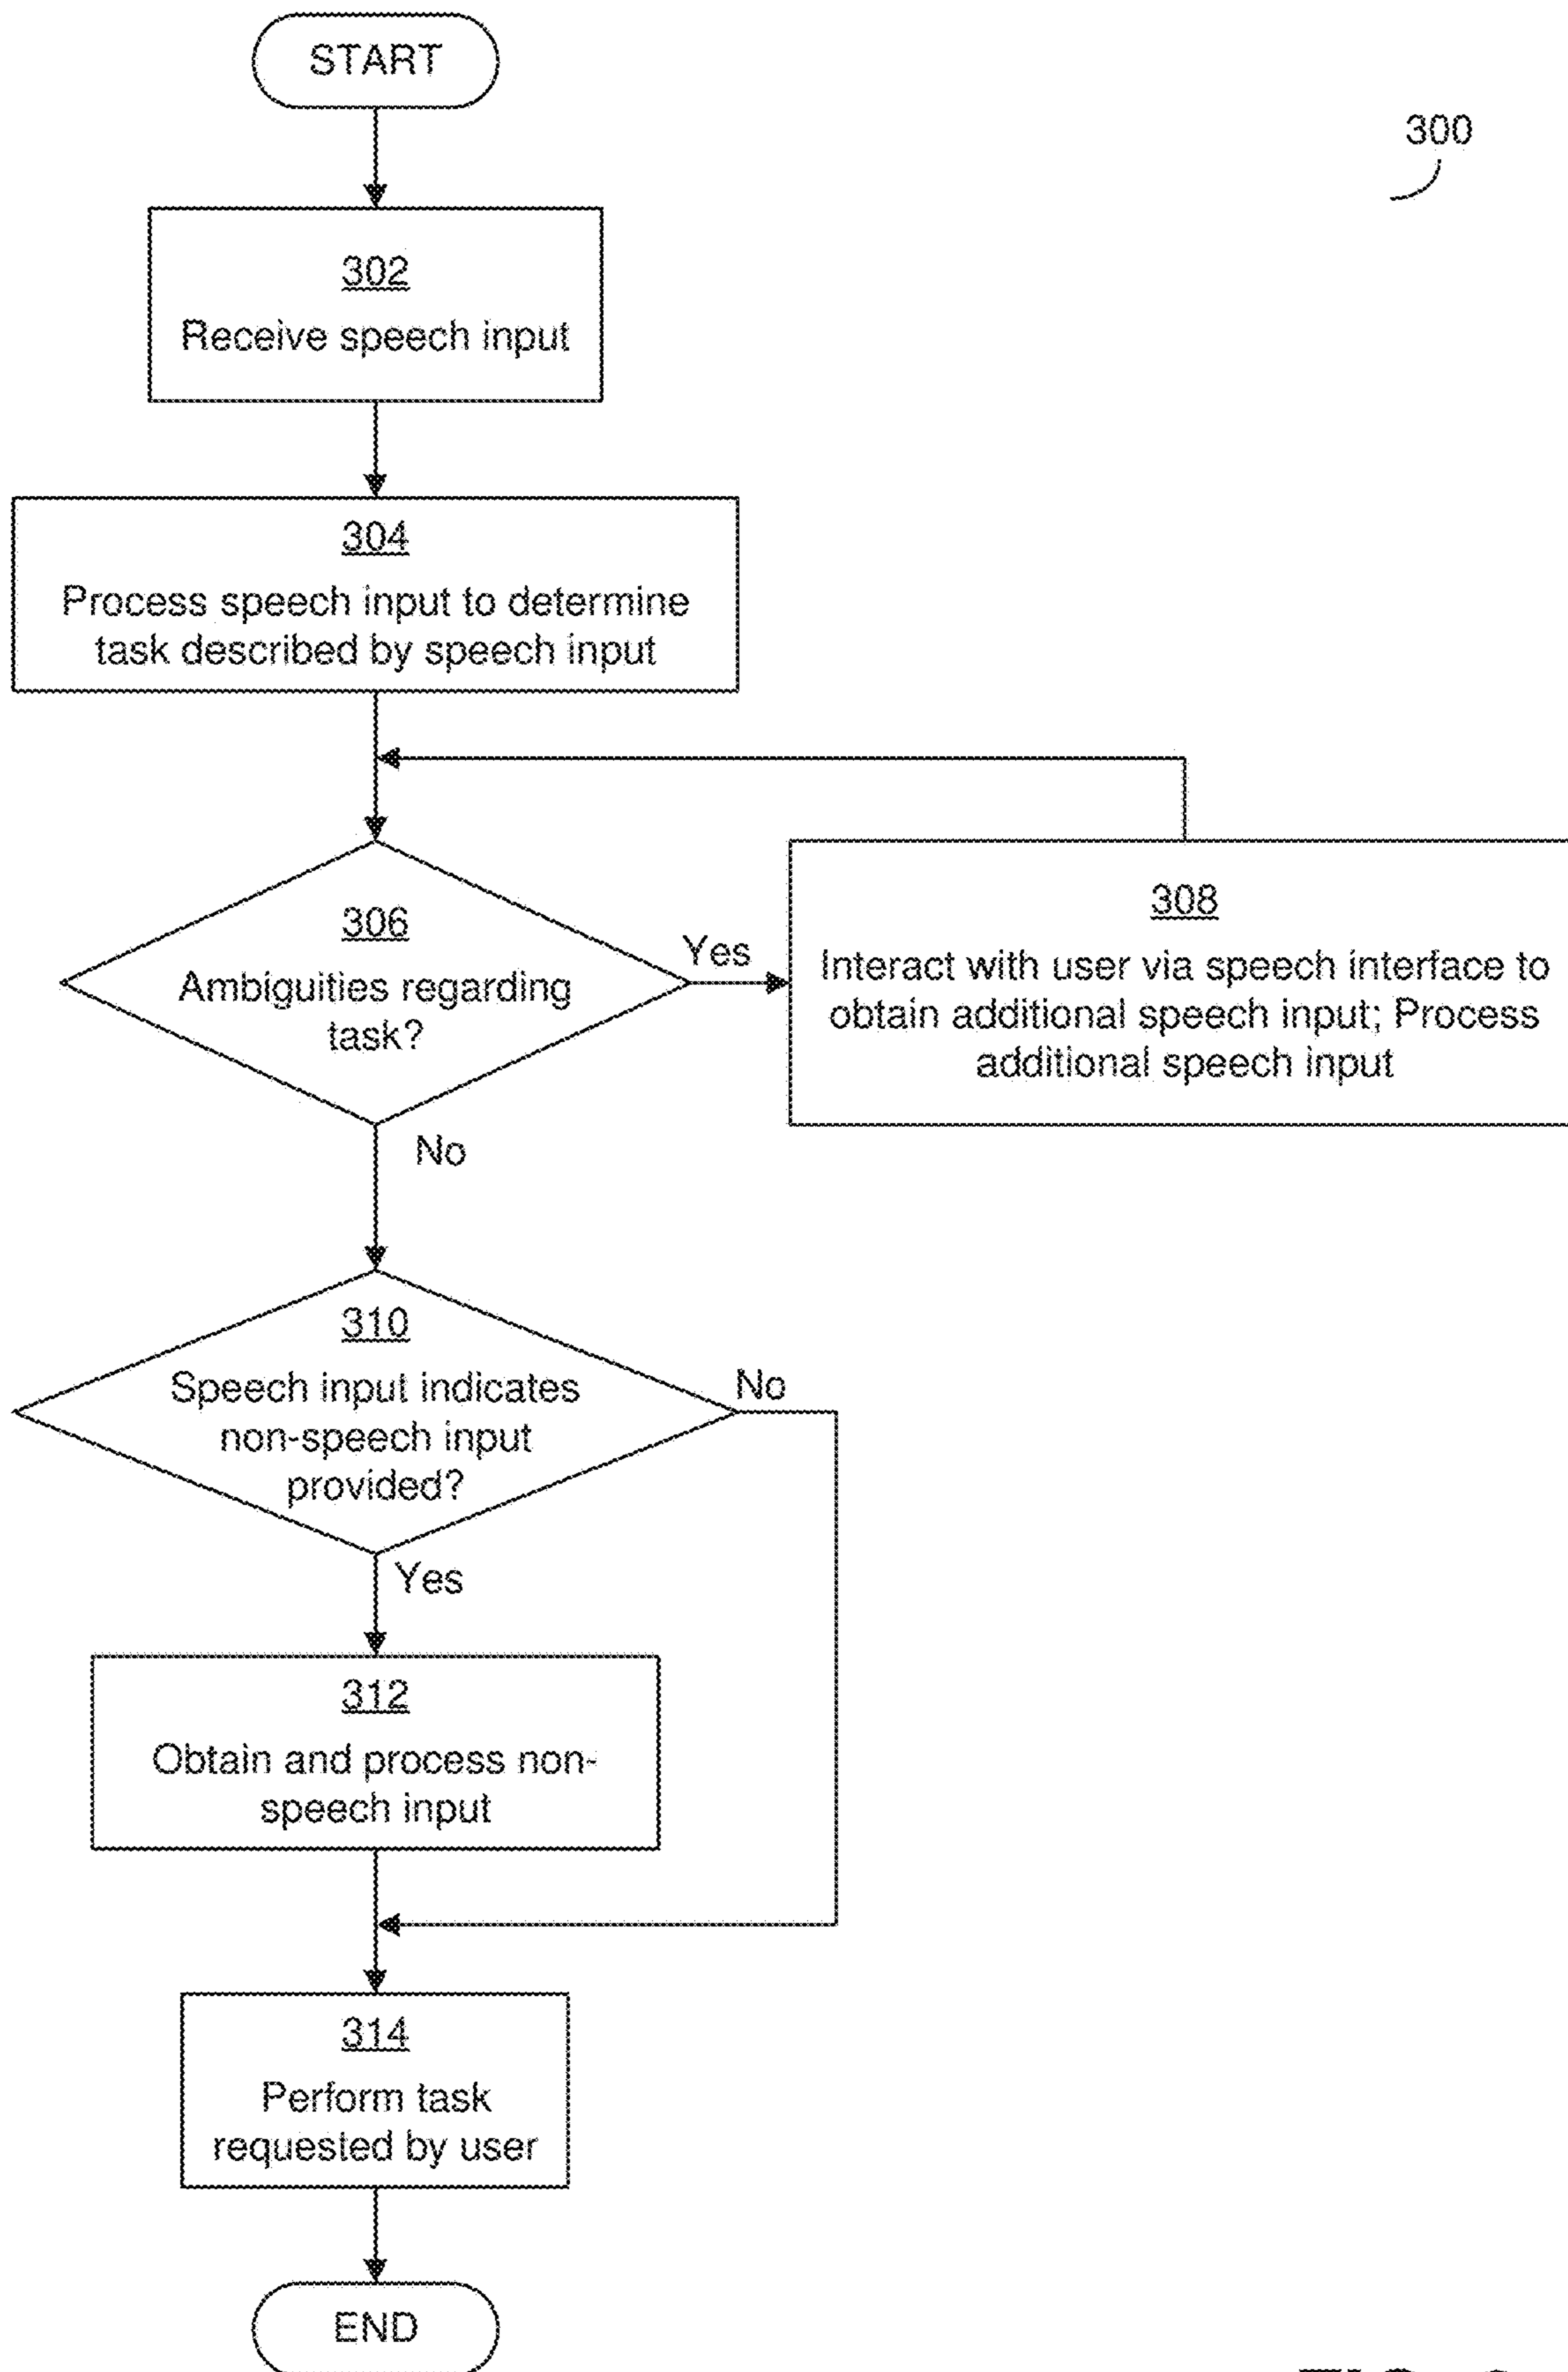 START
300
302
Receive speech input
304
Process speech input to determine
task described by speech input
306
Ambiguities regarding
task?
Yes
308
Interact with user via speech interface to
obtain additional speech input; Process
additional speech input
No
310
Speech input indicates
non-speech input
provided?
No
Yes
312
Obtain and process non-
speech input
314
Perform task
requested by user
END